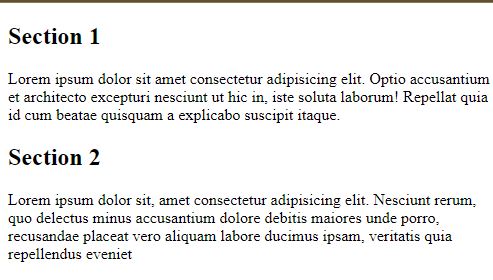 Section 1
Lorem ipsum dolor sit amet consectetur adipisicing elit. Optio accusantium
et architecto excepturi nesciunt ut hic in, iste soluta laborum! Repellat quia
id cum beatae quisquam a explicabo suscipit itaque.
Section 2
Lorem ipsum dolor sit, amet consectetur adipisicing elit. Nesciunt rerum,
quo delectus minus accusantium dolore debitis maiores unde porro,
recusandae placeat vero aliquam labore ducimus ipsam, veritatis quia
repellendus eveniet